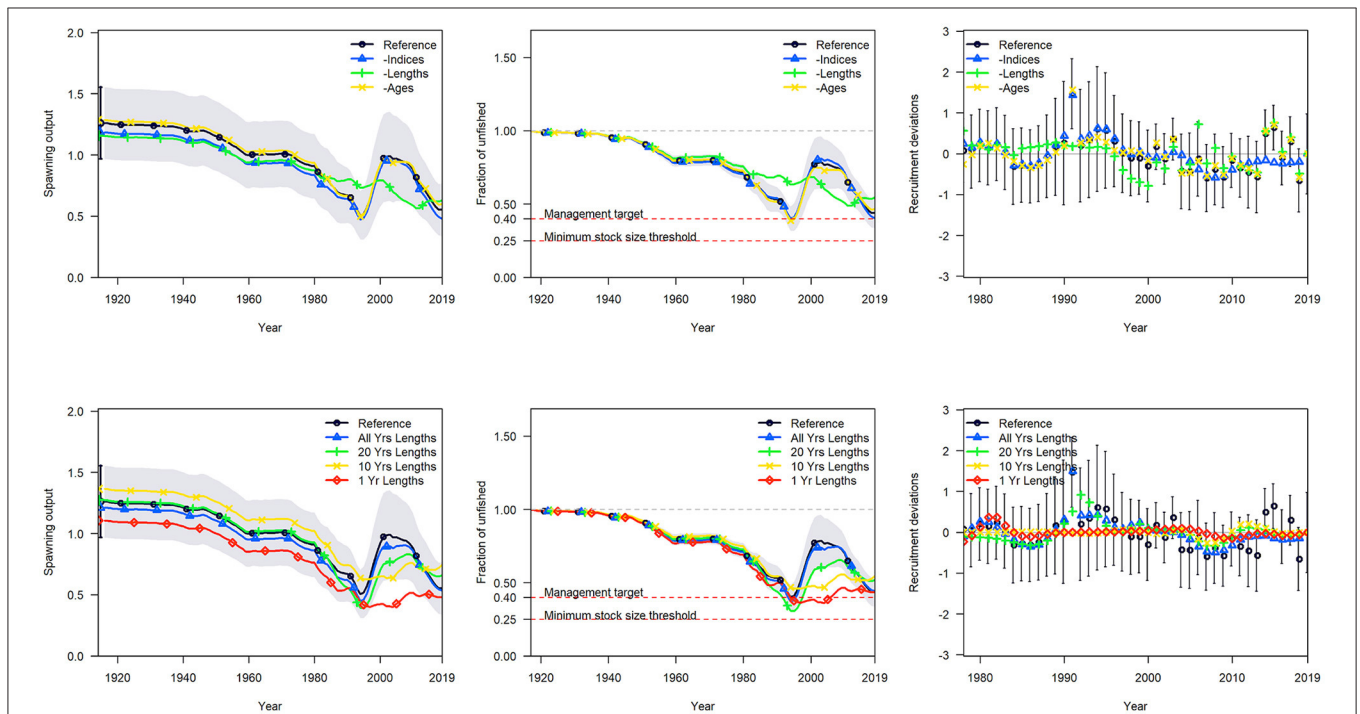 2.0
1.5
1.0
0.5
0.0
Spawning output
Reference
-Indices
-Lengths
-Ages
1920
1940
1960
1980
2000
2019
Year
1.50
1.00
0.50
0.40
0.25
0.00
Fraction of unfished
Reference
-Indices
-Lengths
-Ages
Management target
Minimum stock size threshold
1920
1940
1960
1980
2000
2019
Year
3
2
1
0
-1
-2
-3
Recruitment deviations
Reference
-Indices
-Lengths
-Ages
1980
1990
2000
2010
2019
Year
2.0
1.5
1.0
0.5
0.0
Spawning output
Reference
All Yrs Lengths
20 Yrs Lengths
10 Yrs Lengths
1 Yr Lengths
1920
1940
1960
1980
2000
2019
Year
1.50
1.00
0.50
0.40
0.25
0.00
Fraction of unfished
Reference
All Yrs Lengths
20 Yrs Lengths
10 Yrs Lengths
1 Yr Lengths
Management target
Minimum stock size threshold
1920
1940
1960
1980
2000
2019
Year
3
2
1
0
-1
-2
-3
Recruitment deviations
Reference
All Yrs Lengths
20 Yrs Lengths
10 Yrs Lengths
1 Yr Lengths
1980
1990
2000
2010
2019
Year